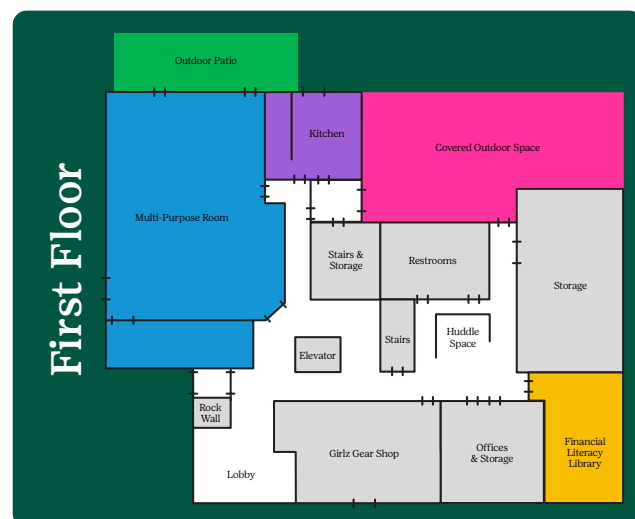 First Floor
Outdoor Patio
Kitchen
Covered Outdoor Space
Multi-Purpose Room
Stairs &
Storage
Restrooms
Storage
Elevator
Stairs
Huddle
Space
Rock
Wall
Lobby
Girlz Gear Shop
Offices
& Storage
Financial
Literacy
Library